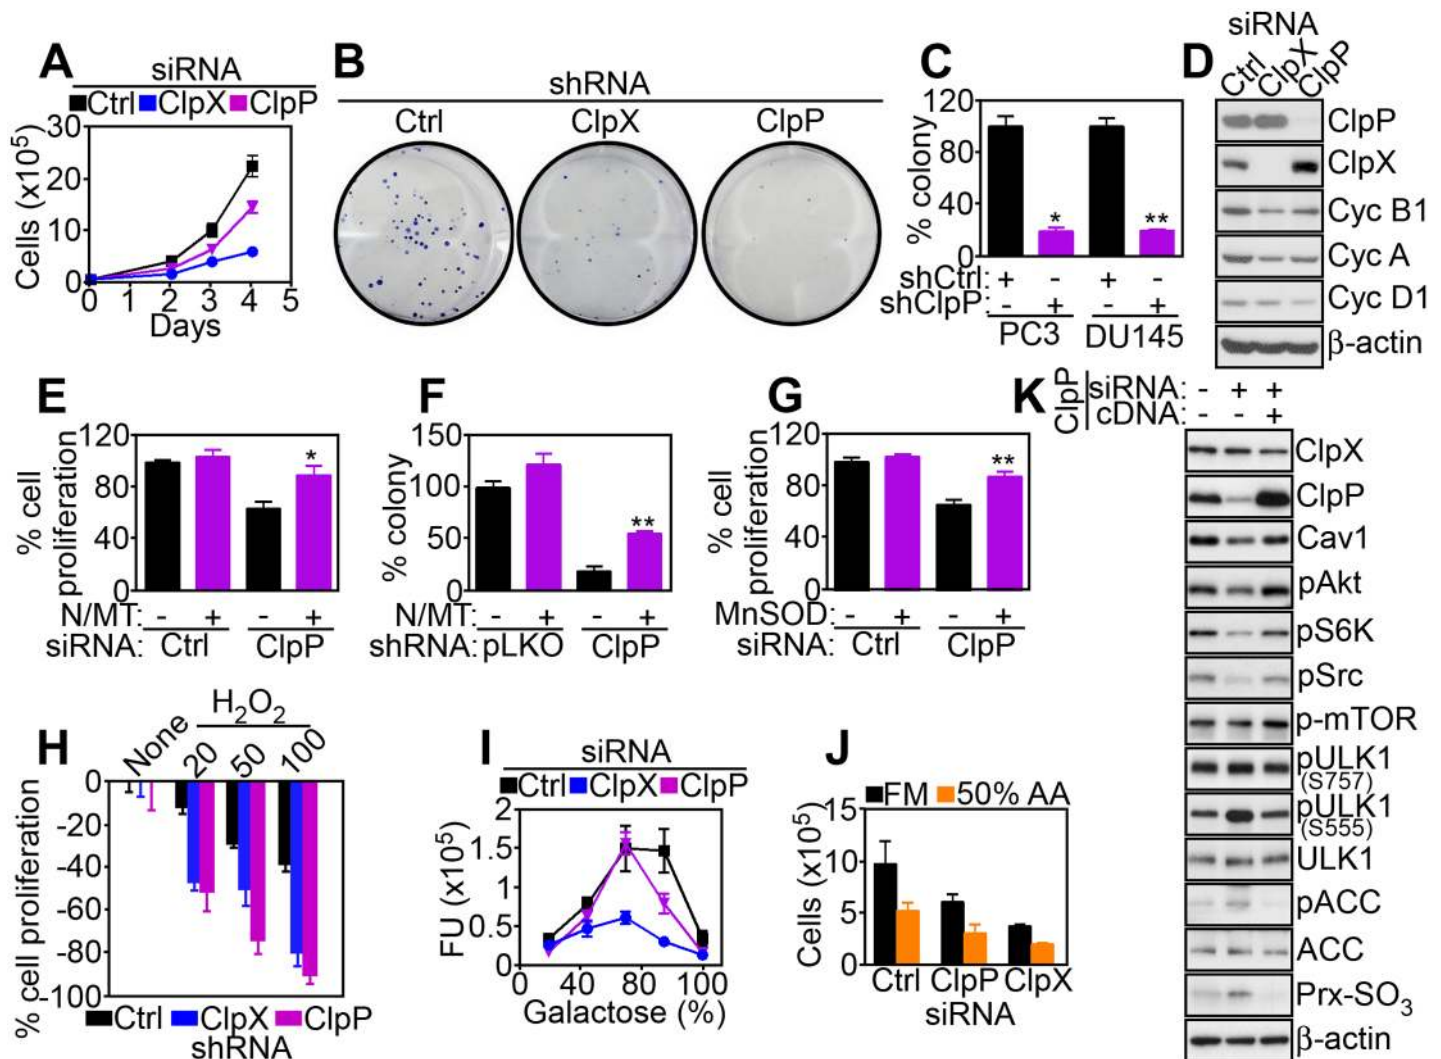 A
siRNA
Ctrl ClpX ClpP
Cells (x10⁵)
30
20
10
0
0 1 2 3 4 5
Days
B
shRNA
Ctrl ClpX ClpP
C
% colony
120
80
40
0
* **
shCtrl: + - + -
shClpP: - + - +
PC3 DU145
D
siRNA
Ctrl ClpX ClpP
ClpP
ClpX
Cyc B1
Cyc A
Cyc D1
β-actin
E
% cell
proliferation
120
80
40
0
*
N/MT: - + - +
siRNA: Ctrl ClpP
F
% colony
150
100
50
0
**
N/MT: - + - +
shRNA: pLKO ClpP
G
% cell
proliferation
120
80
40
0
**
MnSOD: - + - +
siRNA: Ctrl ClpP
H
H₂O₂
None 20 50 100
% cell proliferation
0
-20
-40
-60
-80
-100
Ctrl ClpX ClpP
shRNA
I
siRNA
Ctrl ClpX ClpP
FU (x10⁵)
2
1.5
1
0.5
0
0 40 80 100
Galactose (%)
J
FM 50% AA
Cells (x10⁵)
15
10
5
0
Ctrl ClpP ClpX
siRNA
K
ClpP
siRNA: - + +
cDNA: - - +
ClpX
ClpP
Cav1
pAkt
pS6K
pSrc
p-mTOR
pULK1
(S757)
pULK1
(S555)
ULK1
pACC
ACC
Prx-SO₃
β-actin